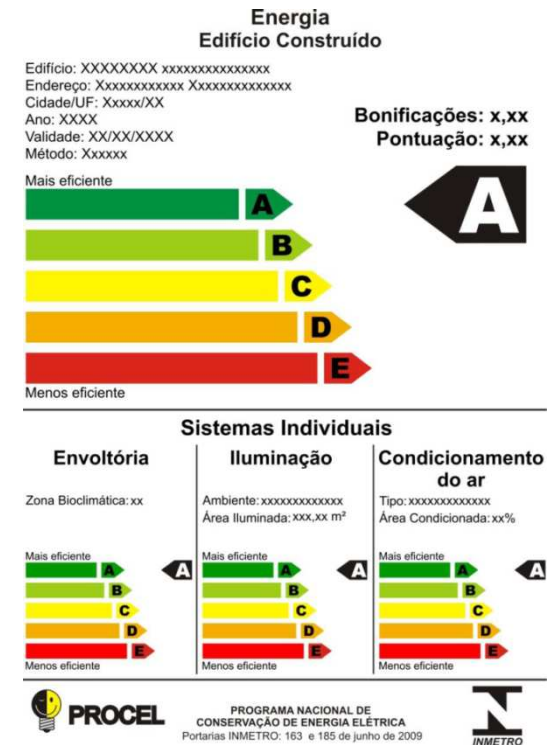 Energia
Edifício Construído
Edifício: XXXXXXXX xxxxxxxxxxxxxxx
Endereço: Xxxxxxxxxxxx Xxxxxxxxxxxxxx
Cidade/UF: Xxxxx/XX
Ano: XXXX
Validade: XX/XX/XXXX
Método: Xxxxxx
Bonificações: x,xx
Pontuação: x,xx
Mais eficiente
A
A
B
C
D
E
Menos eficiente
Sistemas Individuais
Envoltória
Zona Bioclimática: xx
Mais eficiente
A
A
B
C
D
E
Menos eficiente
Iluminação
Ambiente: xxxxxxxxxxxxx
Área Iluminada: xxx,xx m²
Mais eficiente
A
A
B
C
D
E
Menos eficiente
Condicionamento
do ar
Tipo: xxxxxxxxxxxxx
Área Condicionada: xx%
Mais eficiente
A
A
B
C
D
E
Menos eficiente
PROCEL
PROGRAMA NACIONAL DE
CONSERVAÇÃO DE ENERGIA ELÉTRICA
Portarias INMETRO: 163 e 185 de junho de 2009
INMETRO